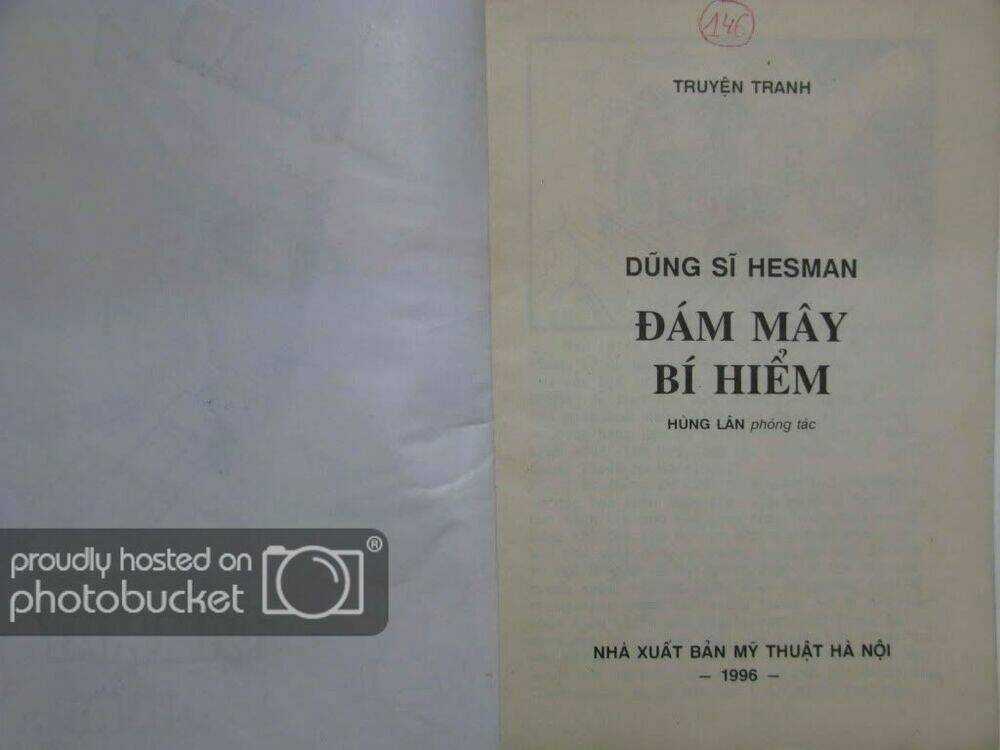 146
TRUYỆN TRANH
DŨNG SĨ HESMAN
ĐÁM MÂY
BÍ HIỂM
HÙNG LÂN phóng tác
NHÀ XUẤT BẢN MỸ THUẬT HÀ NỘI
– 1996 –
proudly hosted on
photobucket®